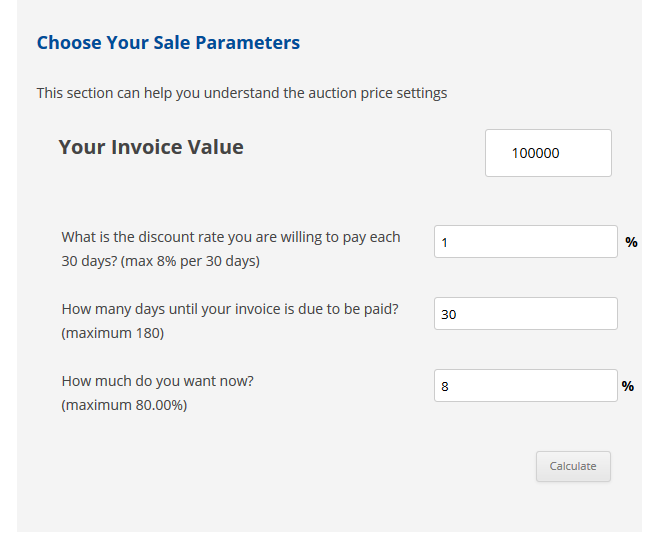 Choose Your Sale Parameters
This section can help you understand the auction price settings
Your Invoice Value
100000
What is the discount rate you are willing to pay each
30 days? (max 8% per 30 days)
1
%
How many days until your invoice is due to be paid?
(maximum 180)
30
How much do you want now?
(maximum 80.00%)
8
%
Calculate